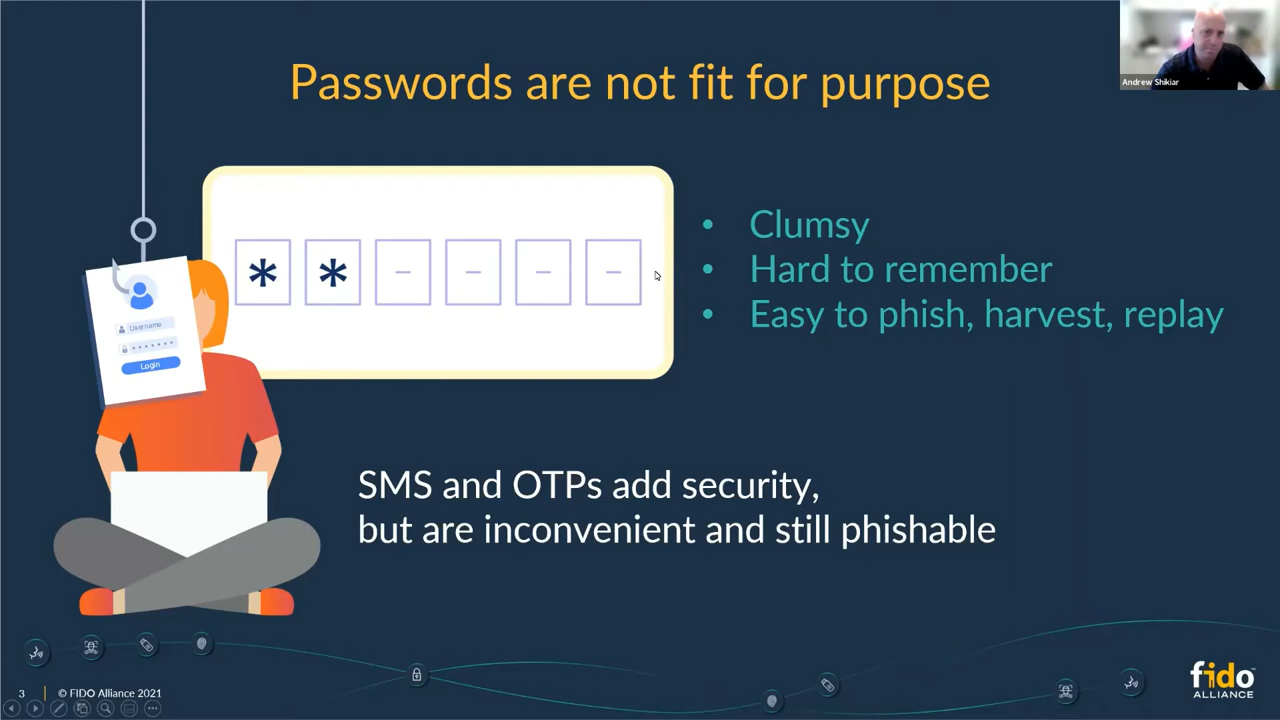 Passwords are not fit for purpose
Andrew Shikiar
* * – – – –
• Clumsy
• Hard to remember
• Easy to phish, harvest, replay
Username
Login
SMS and OTPs add security,
but are inconvenient and still phishable
3 © FIDO Alliance 2021
fido
ALLIANCE